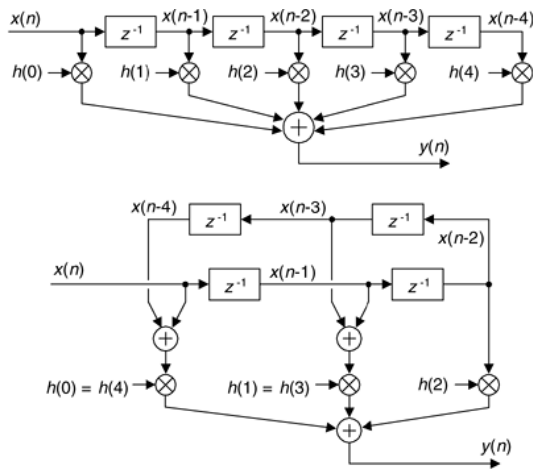 x(n) x(n-1) x(n-2) x(n-3) x(n-4)
z-1 z-1 z-1 z-1
h(0) h(1) h(2) h(3) h(4)
+
y(n)
x(n-4) x(n-3)
z-1 z-1
x(n-2)
x(n) x(n-1)
z-1 z-1
+ +
h(0) = h(4) h(1) = h(3) h(2)
+
y(n)